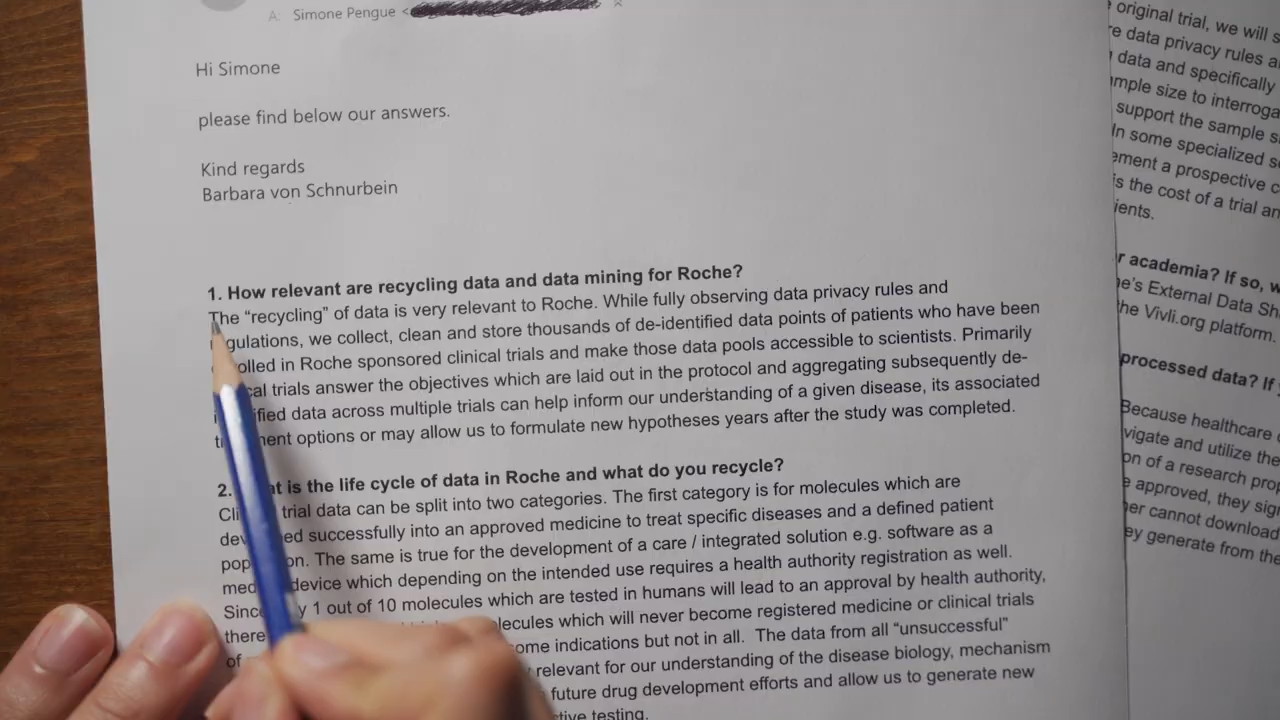 A: Simone Pengue <
Hi Simone
please find below our answers.
Kind regards
Barbara von Schnurbein
1. How relevant are recycling data and data mining for Roche?
The “recycling” of data is very relevant to Roche. While fully observing data privacy rules and
gulations, we collect, clean and store thousands of de-identified data points of patients who have been
olled in Roche sponsored clinical trials and make those data pools accessible to scientists. Primarily
al trials answer the objectives which are laid out in the protocol and aggregating subsequently de-
fied data across multiple trials can help inform our understanding of a given disease, its associated
ent options or may allow us to formulate new hypotheses years after the study was completed.
2. at is the life cycle of data in Roche and what do you recycle?
Cli trial data can be split into two categories. The first category is for molecules which are
dev ed successfully into an approved medicine to treat specific diseases and a defined patient
pop on. The same is true for the development of a care / integrated solution e.g. software as a
med device which depending on the intended use requires a health authority registration as well.
Since y 1 out of 10 molecules which are tested in humans will lead to an approval by health authority,
there lecules which will never become registered medicine or clinical trials
of ome indications but not in all. The data from all “unsuccessful”
relevant for our understanding of the disease biology, mechanism
future drug development efforts and allow us to generate new
ctive testing.
original trial, we will s
re data privacy rules a
data and specifically
mple size to interroga
support the sample s
In some specialized s
ement a prospective c
is the cost of a trial an
ients.
r academia? If so, w
he’s External Data Sh
the Vivli.org platform.
processed data? If
Because healthcare
vigate and utilize the
on of a research prop
e approved, they sig
er cannot download
ey generate from the